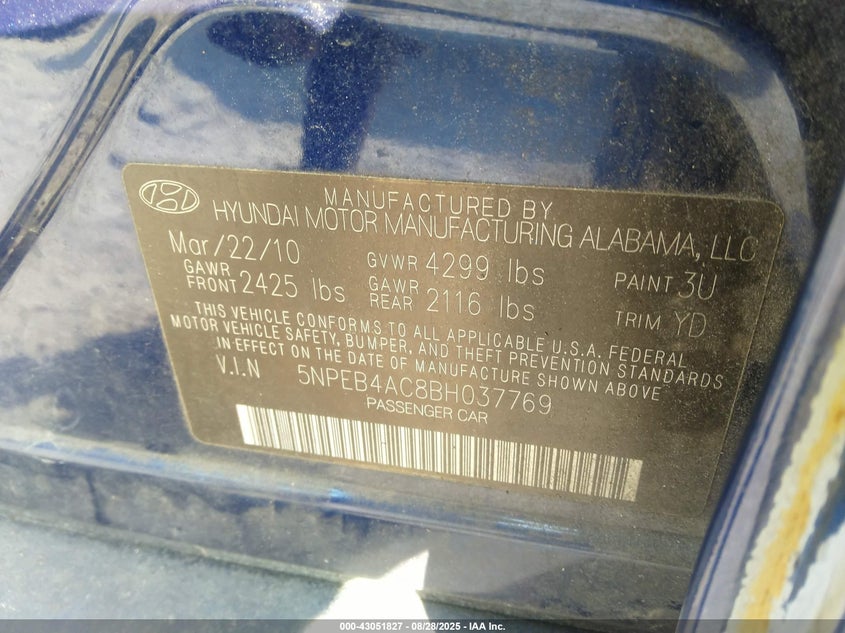 MANUFACTURED BY
HYUNDAI MOTOR MANUFACTURING ALABAMA, LLC
Mar/22/10 GVWR 4299 lbs PAINT 3U
GAWR FRONT 2425 lbs GAWR REAR 2116 lbs TRIM YD
THIS VEHICLE CONFORMS TO ALL APPLICABLE U.S.A. FEDERAL
MOTOR VEHICLE SAFETY, BUMPER, AND THEFT PREVENTION STANDARDS
IN EFFECT ON THE DATE OF MANUFACTURE SHOWN ABOVE
V.I.N 5NPEB4AC8BH037769
PASSENGER CAR
000-43051827 - 08/28/2025 - IAA Inc.